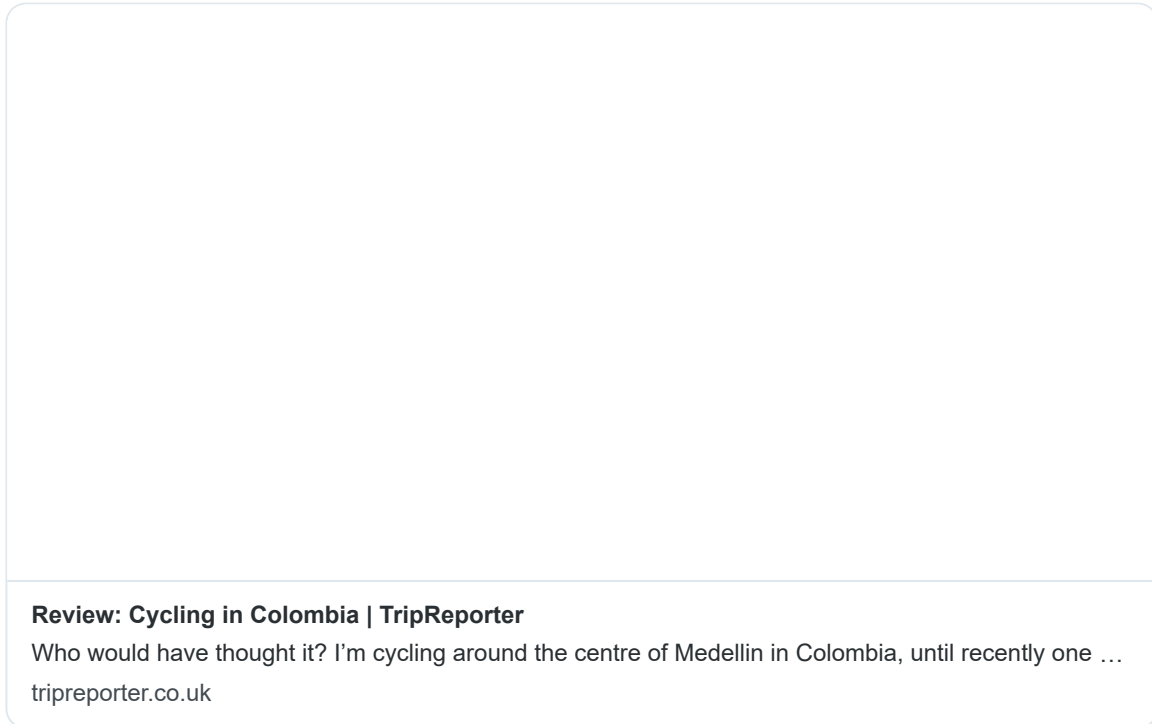 Review: Cycling in Colombia | TripReporter
Who would have thought it? I’m cycling around the centre of Medellin in Colombia, until recently one …
tripreporter.co.uk